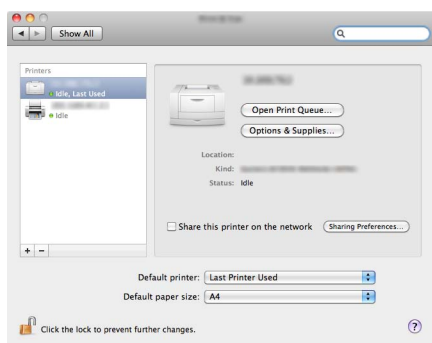 Show All
Printers
Idle, Last Used
Idle
Open Print Queue...
Options & Supplies...
Location:
Kind:
Status: Idle
Share this printer on the network
Sharing Preferences...
+ −
Default printer: Last Printer Used
Default paper size: A4
Click the lock to prevent further changes.
?